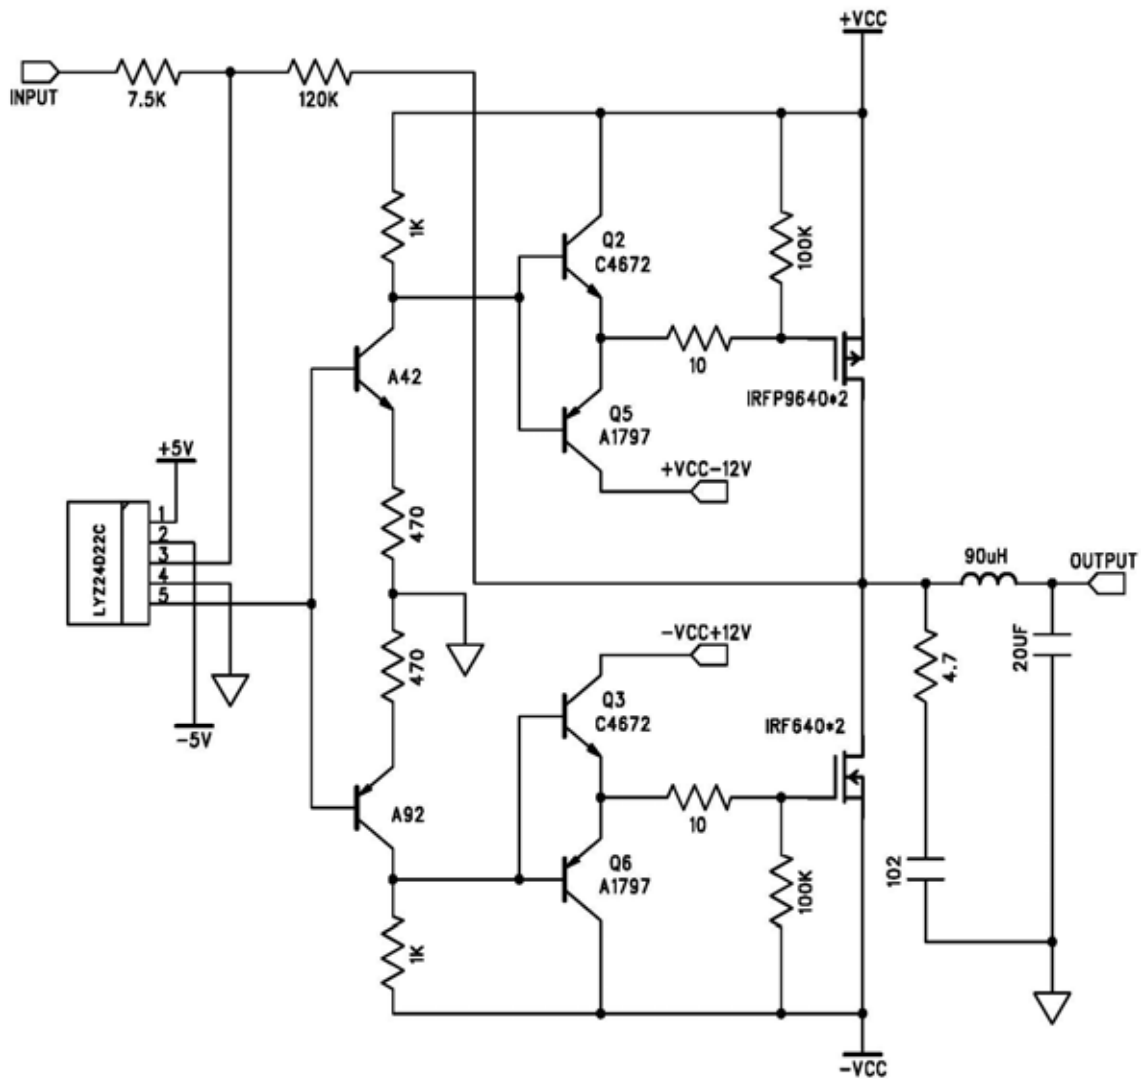 +VCC
INPUT
7.5K
120K
1K
Q2
C4672
100K
10
A42
IRFP9640*2
Q5
A1797
+VCC-12V
+5V
470
LYZ24D22C
1
2
3
4
5
90uH
OUTPUT
-VCC+12V
470
4.7
20UF
-5V
Q3
C4672
IRF640*2
A92
10
Q6
A1797
100K
102
1K
-VCC